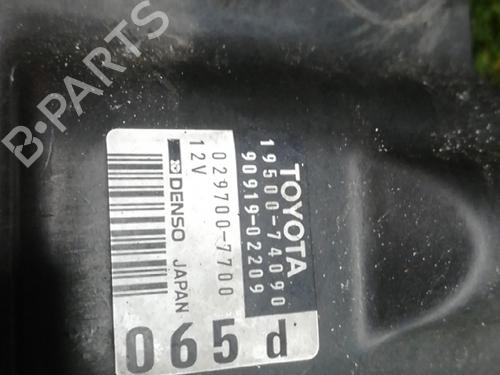 TOYOTA
19500-74090
90919-02209
029700-7700
12V
DENSO JAPAN
065d
B-PARTS